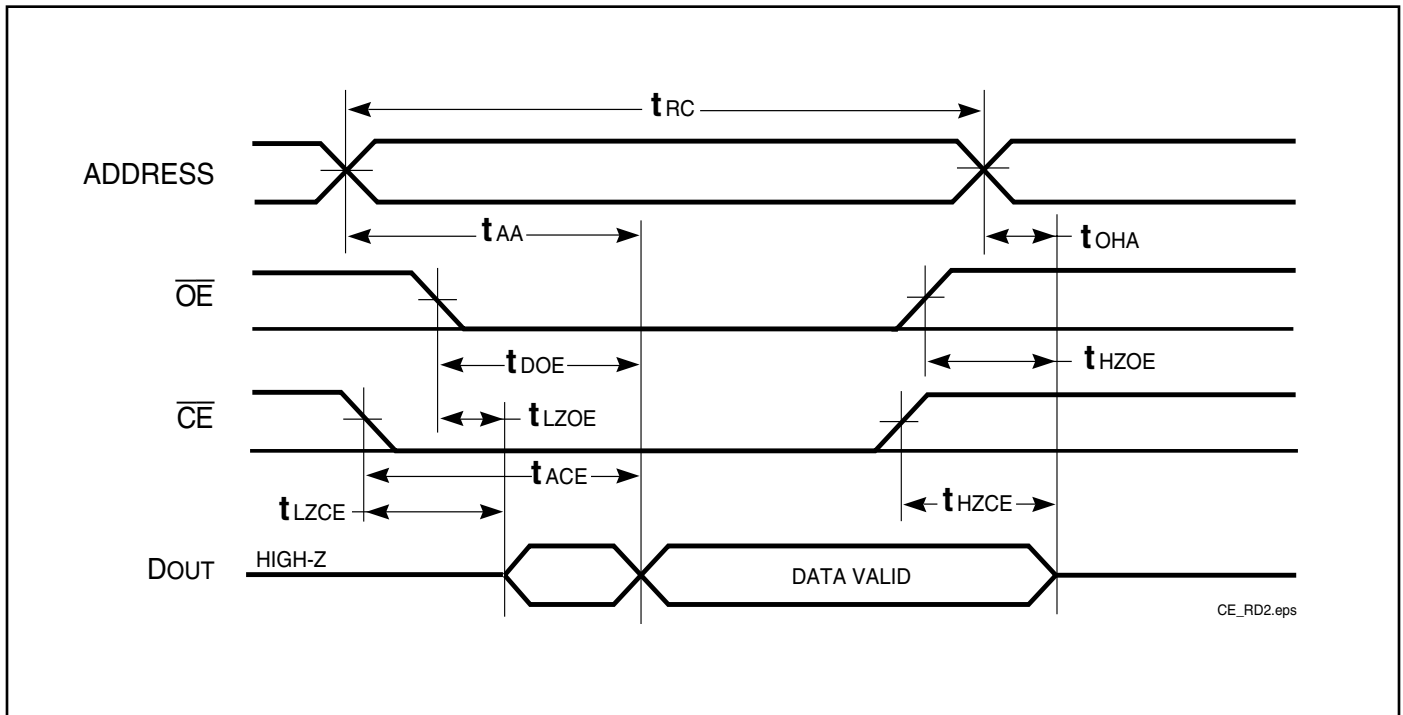 tRC
ADDRESS
tAA
tOHA
OE
tDOE
tHZOE
CE
tLZOE
tACE
tLZCE
tHZCE
DOUT
HIGH-Z
DATA VALID
CE_RD2.eps